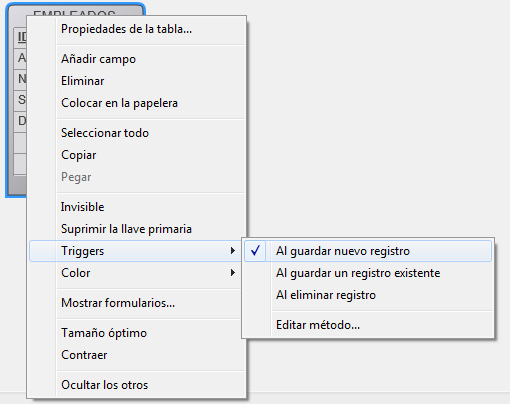 EMPLEADOS
ID
A
N
S
D
Propiedades de la tabla...
Añadir campo
Eliminar
Colocar en la papelera
Seleccionar todo
Copiar
Pegar
Invisible
Suprimir la llave primaria
Triggers
Color
Mostrar formularios...
Tamaño óptimo
Contraer
Ocultar los otros
Al guardar nuevo registro
Al guardar un registro existente
Al eliminar registro
Editar método...